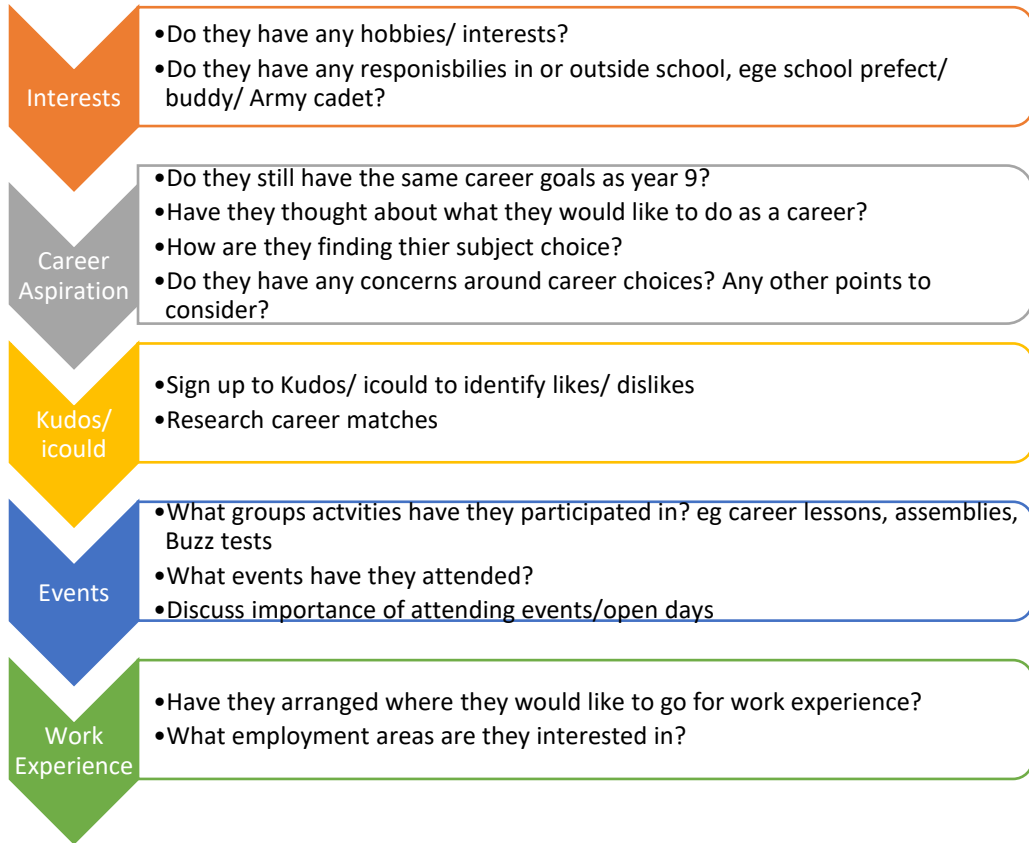 Interests
•Do they have any hobbies/ interests?
•Do they have any responisbilies in or outside school, ege school prefect/
buddy/ Army cadet?
Career
Aspiration
•Do they still have the same career goals as year 9?
•Have they thought about what they would like to do as a career?
•How are they finding thier subject choice?
•Do they have any concerns around career choices? Any other points to
consider?
Kudos/
icould
•Sign up to Kudos/ icould to identify likes/ dislikes
•Research career matches
Events
•What groups actvities have they participated in? eg career lessons, assemblies,
Buzz tests
•What events have they attended?
•Discuss importance of attending events/open days
Work
Experience
•Have they arranged where they would like to go for work experience?
•What employment areas are they interested in?